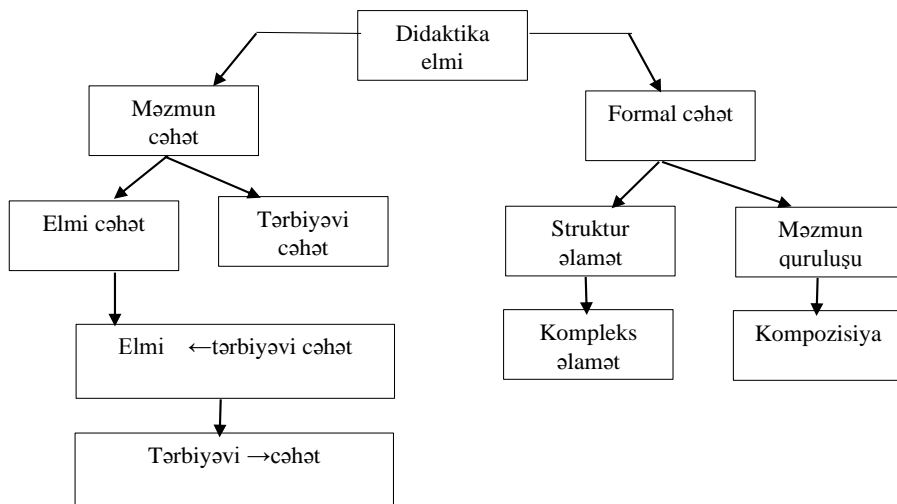 Didaktika
elmi
Məzmun
cəhət
Formal cəhət
Elmi cəhət
Tərbiyəvi
cəhət
Struktur
əlamət
Məzmun
quruluşu
Elmi ←tərbiyəvi cəhət
Kompleks
əlamət
Kompozisiya
Tərbiyəvi →cəhət